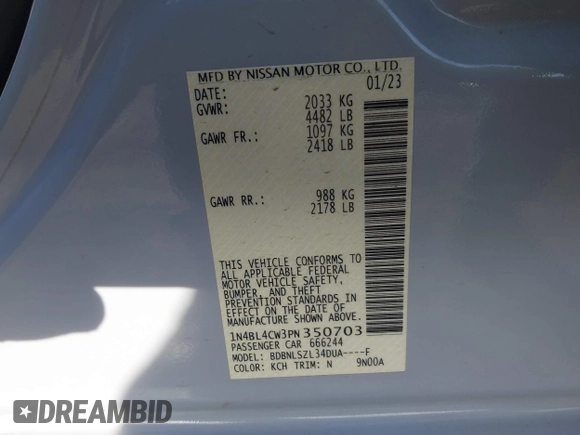 MFD BY NISSAN MOTOR CO., LTD.
DATE: 01/23
GVWR: 2033 KG
4482 LB
GAWR FR.: 1097 KG
2418 LB
GAWR RR.: 988 KG
2178 LB
THIS VEHICLE CONFORMS TO
ALL APPLICABLE FEDERAL
MOTOR VEHICLE SAFETY,
BUMPER, AND THEFT
PREVENTION STANDARDS IN
EFFECT ON THE DATE OF
MANUFACTURE SHOWN ABOVE.
1N4BL4CW3PN350703
PASSENGER CAR 666244
MODEL: BDBNLSZL34DUA----F
COLOR: KCH TRIM: N 9N00A
DREAMBID